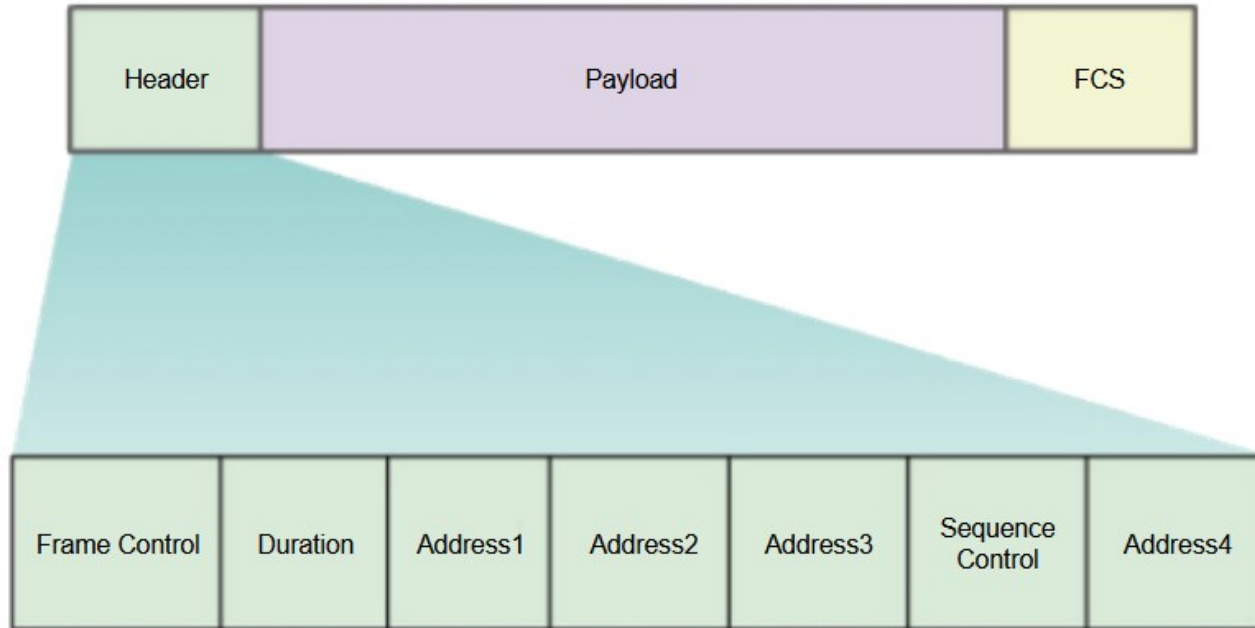 Header
Payload
FCS
Frame Control
Duration
Address1
Address2
Address3
Sequence
Control
Address4